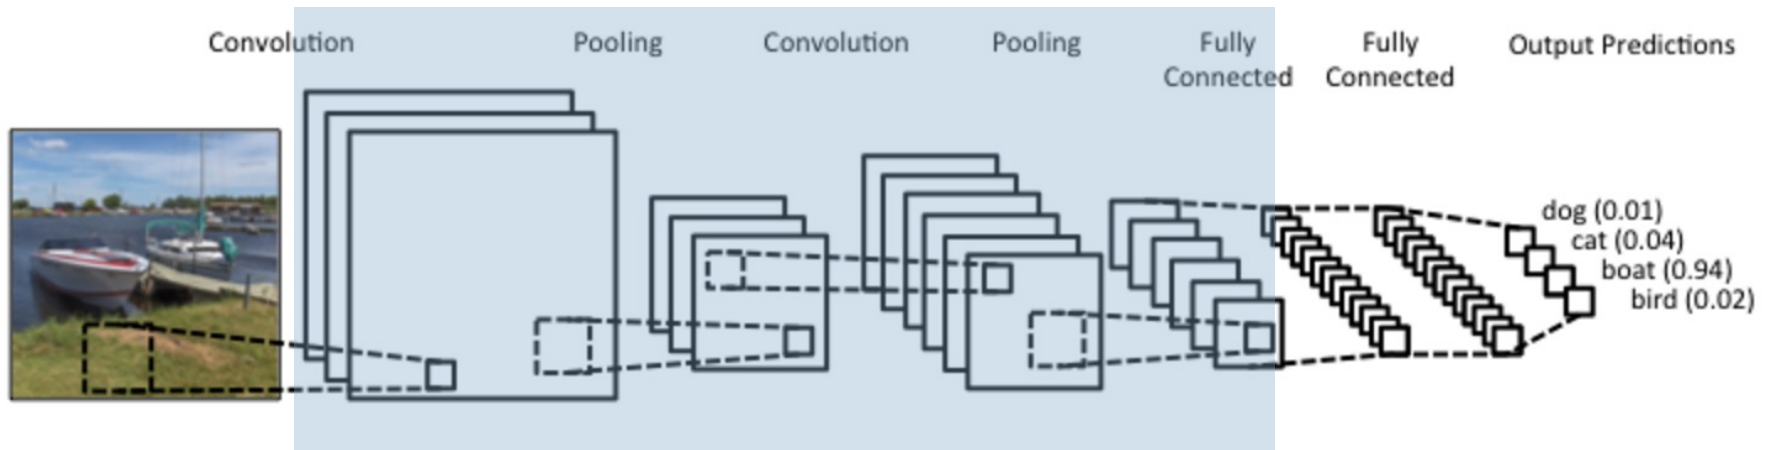 Convolution
Pooling
Convolution
Pooling
Fully
Connected
Fully
Connected
Output Predictions
dog (0.01)
cat (0.04)
boat (0.94)
bird (0.02)